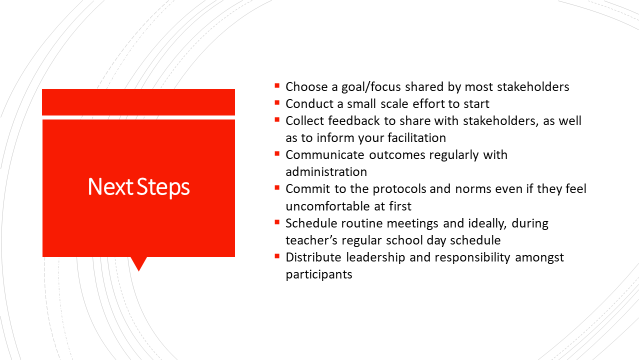 Next Steps
Choose a goal/focus shared by most stakeholders
Conduct a small scale effort to start
Collect feedback to share with stakeholders, as well
as to inform your facilitation
Communicate outcomes regularly with
administration
Commit to the protocols and norms even if they feel
uncomfortable at first
Schedule routine meetings and ideally, during
teacher’s regular school day schedule
Distribute leadership and responsibility amongst
participants